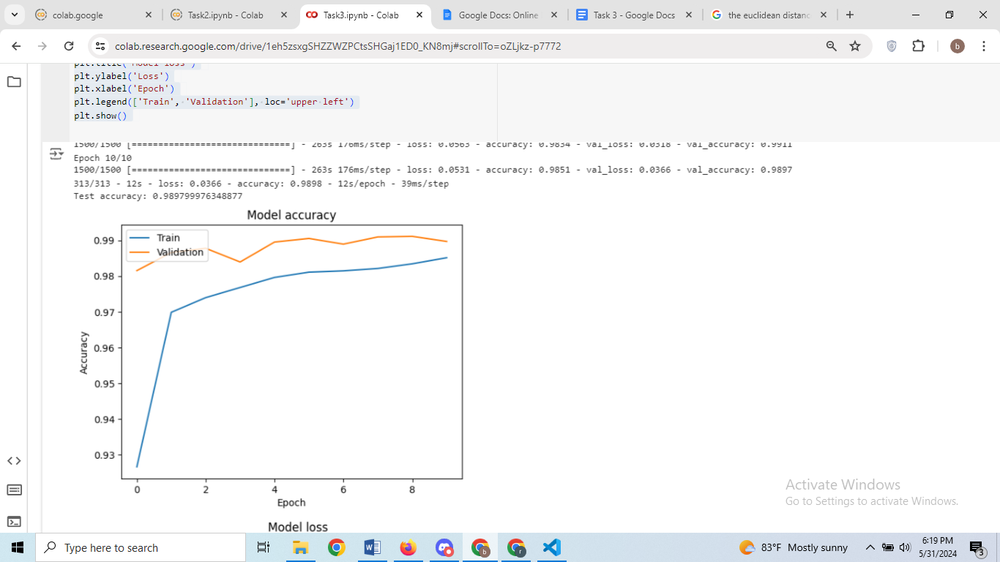 colab.google
Task2.ipynb - Colab
Task3.ipynb - Colab
Google Docs: Online
Task 3 - Google Docs
the euclidean distanc
colab.research.google.com/drive/1eh5zsxgSHZZWZPCtsSHGaj1ED0_KN8mj#scrollTo=oZLjkz-p7772
b
plt.title('Model loss')
plt.ylabel('Loss')
plt.xlabel('Epoch')
plt.legend(['Train', 'Validation'], loc='upper left')
plt.show()
1500/1500 [==============================] - 263s 176ms/step - loss: 0.0563 - accuracy: 0.9834 - val_loss: 0.0318 - val_accuracy: 0.9911
Epoch 10/10
1500/1500 [==============================] - 263s 176ms/step - loss: 0.0531 - accuracy: 0.9851 - val_loss: 0.0366 - val_accuracy: 0.9897
313/313 - 12s - loss: 0.0366 - accuracy: 0.9898 - 12s/epoch - 39ms/step
Test accuracy: 0.989799976348877
Model accuracy
Train
Validation
0.99
0.98
0.97
0.96
0.95
0.94
0.93
Accuracy
0 2 4 6 8
Epoch
Model loss
Activate Windows
Go to Settings to activate Windows.
Type here to search
b
r
83°F Mostly sunny
6:19 PM
5/31/2024
3